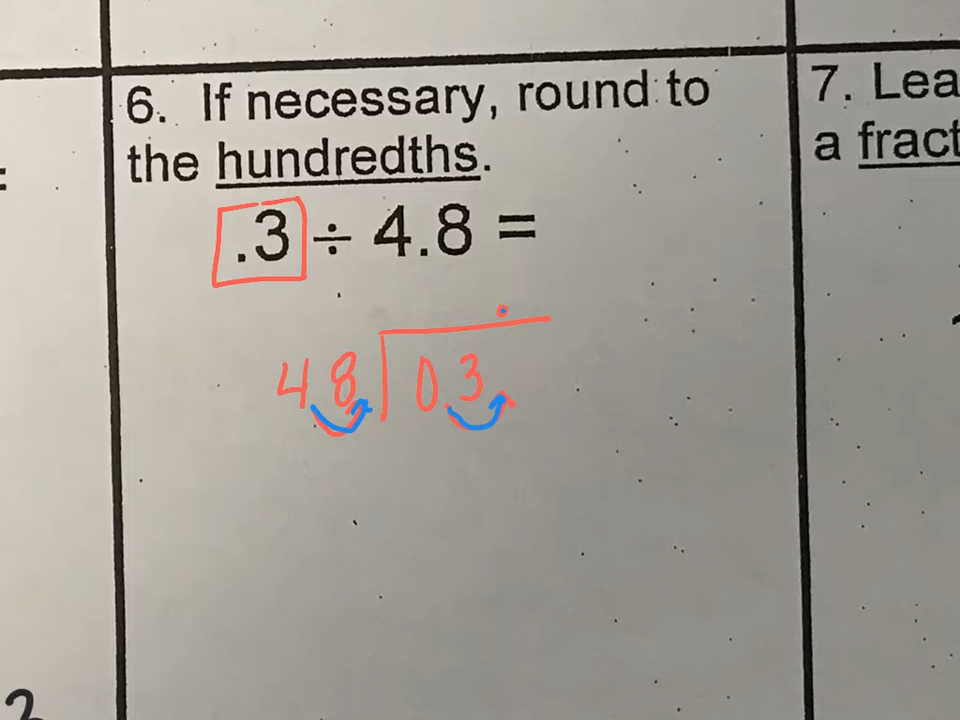 6. If necessary, round to
the hundredths.
.3 ÷ 4.8 =
48 03.
7. Lea
a fract